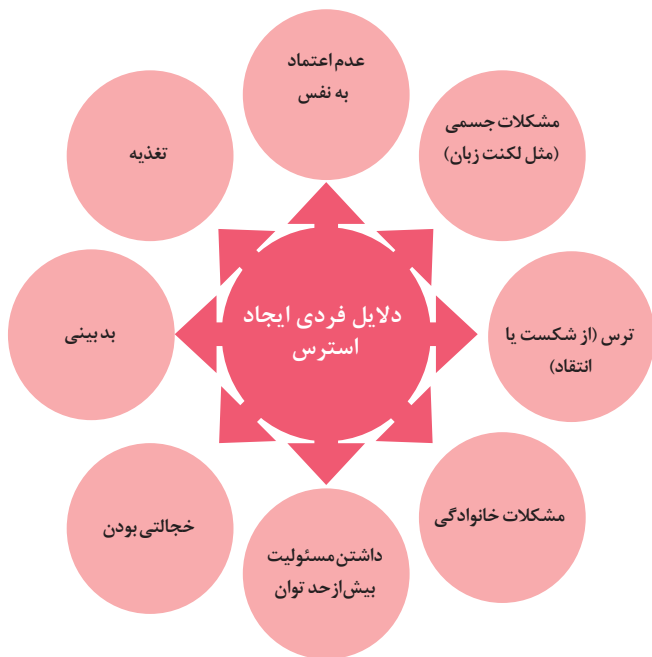 دلایل فردی ایجاد
استرس
عدم اعتماد
به نفس
مشکلات جسمی
(مثل لکنت زبان)
ترس (از شکست یا
انتقاد)
مشکلات خانوادگی
داشتن مسئولیت
بیش از حد توان
خجالتی بودن
بدبینی
تغذیه